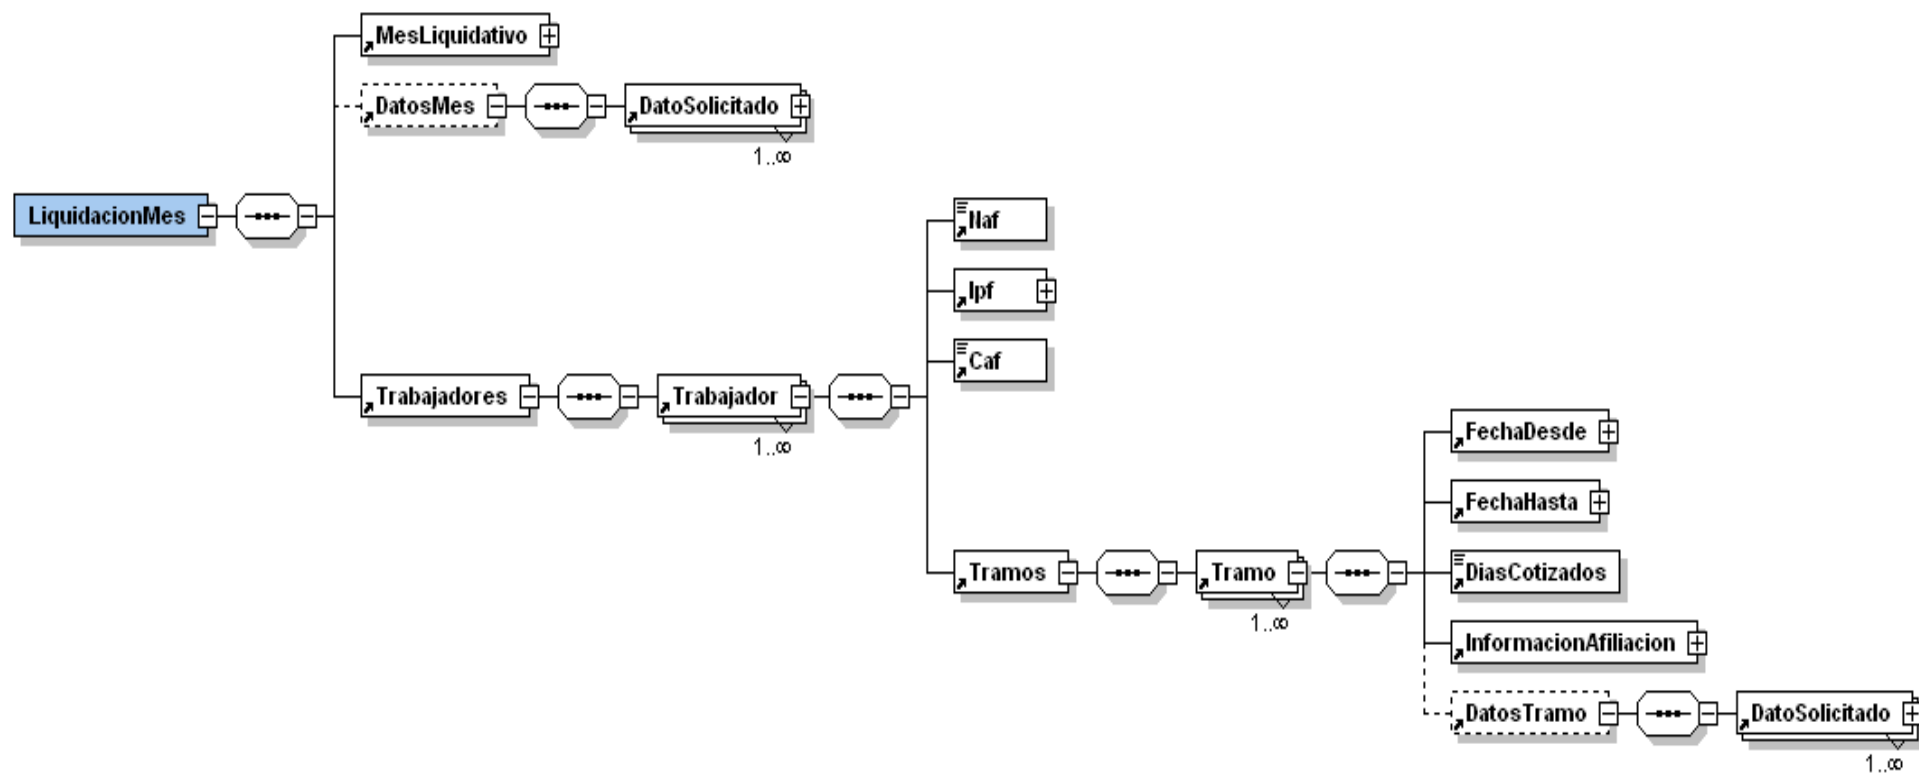 MesLiquidativo
DatosMes
DatoSolicitado
1..∞
LiquidacionMes
Naf
Ipf
Caf
Trabajadores
Trabajador
1..∞
FechaDesde
FechaHasta
Tramos
Tramo
1..∞
DiasCotizados
InformacionAfiliacion
DatosTramo
DatoSolicitado
1..∞